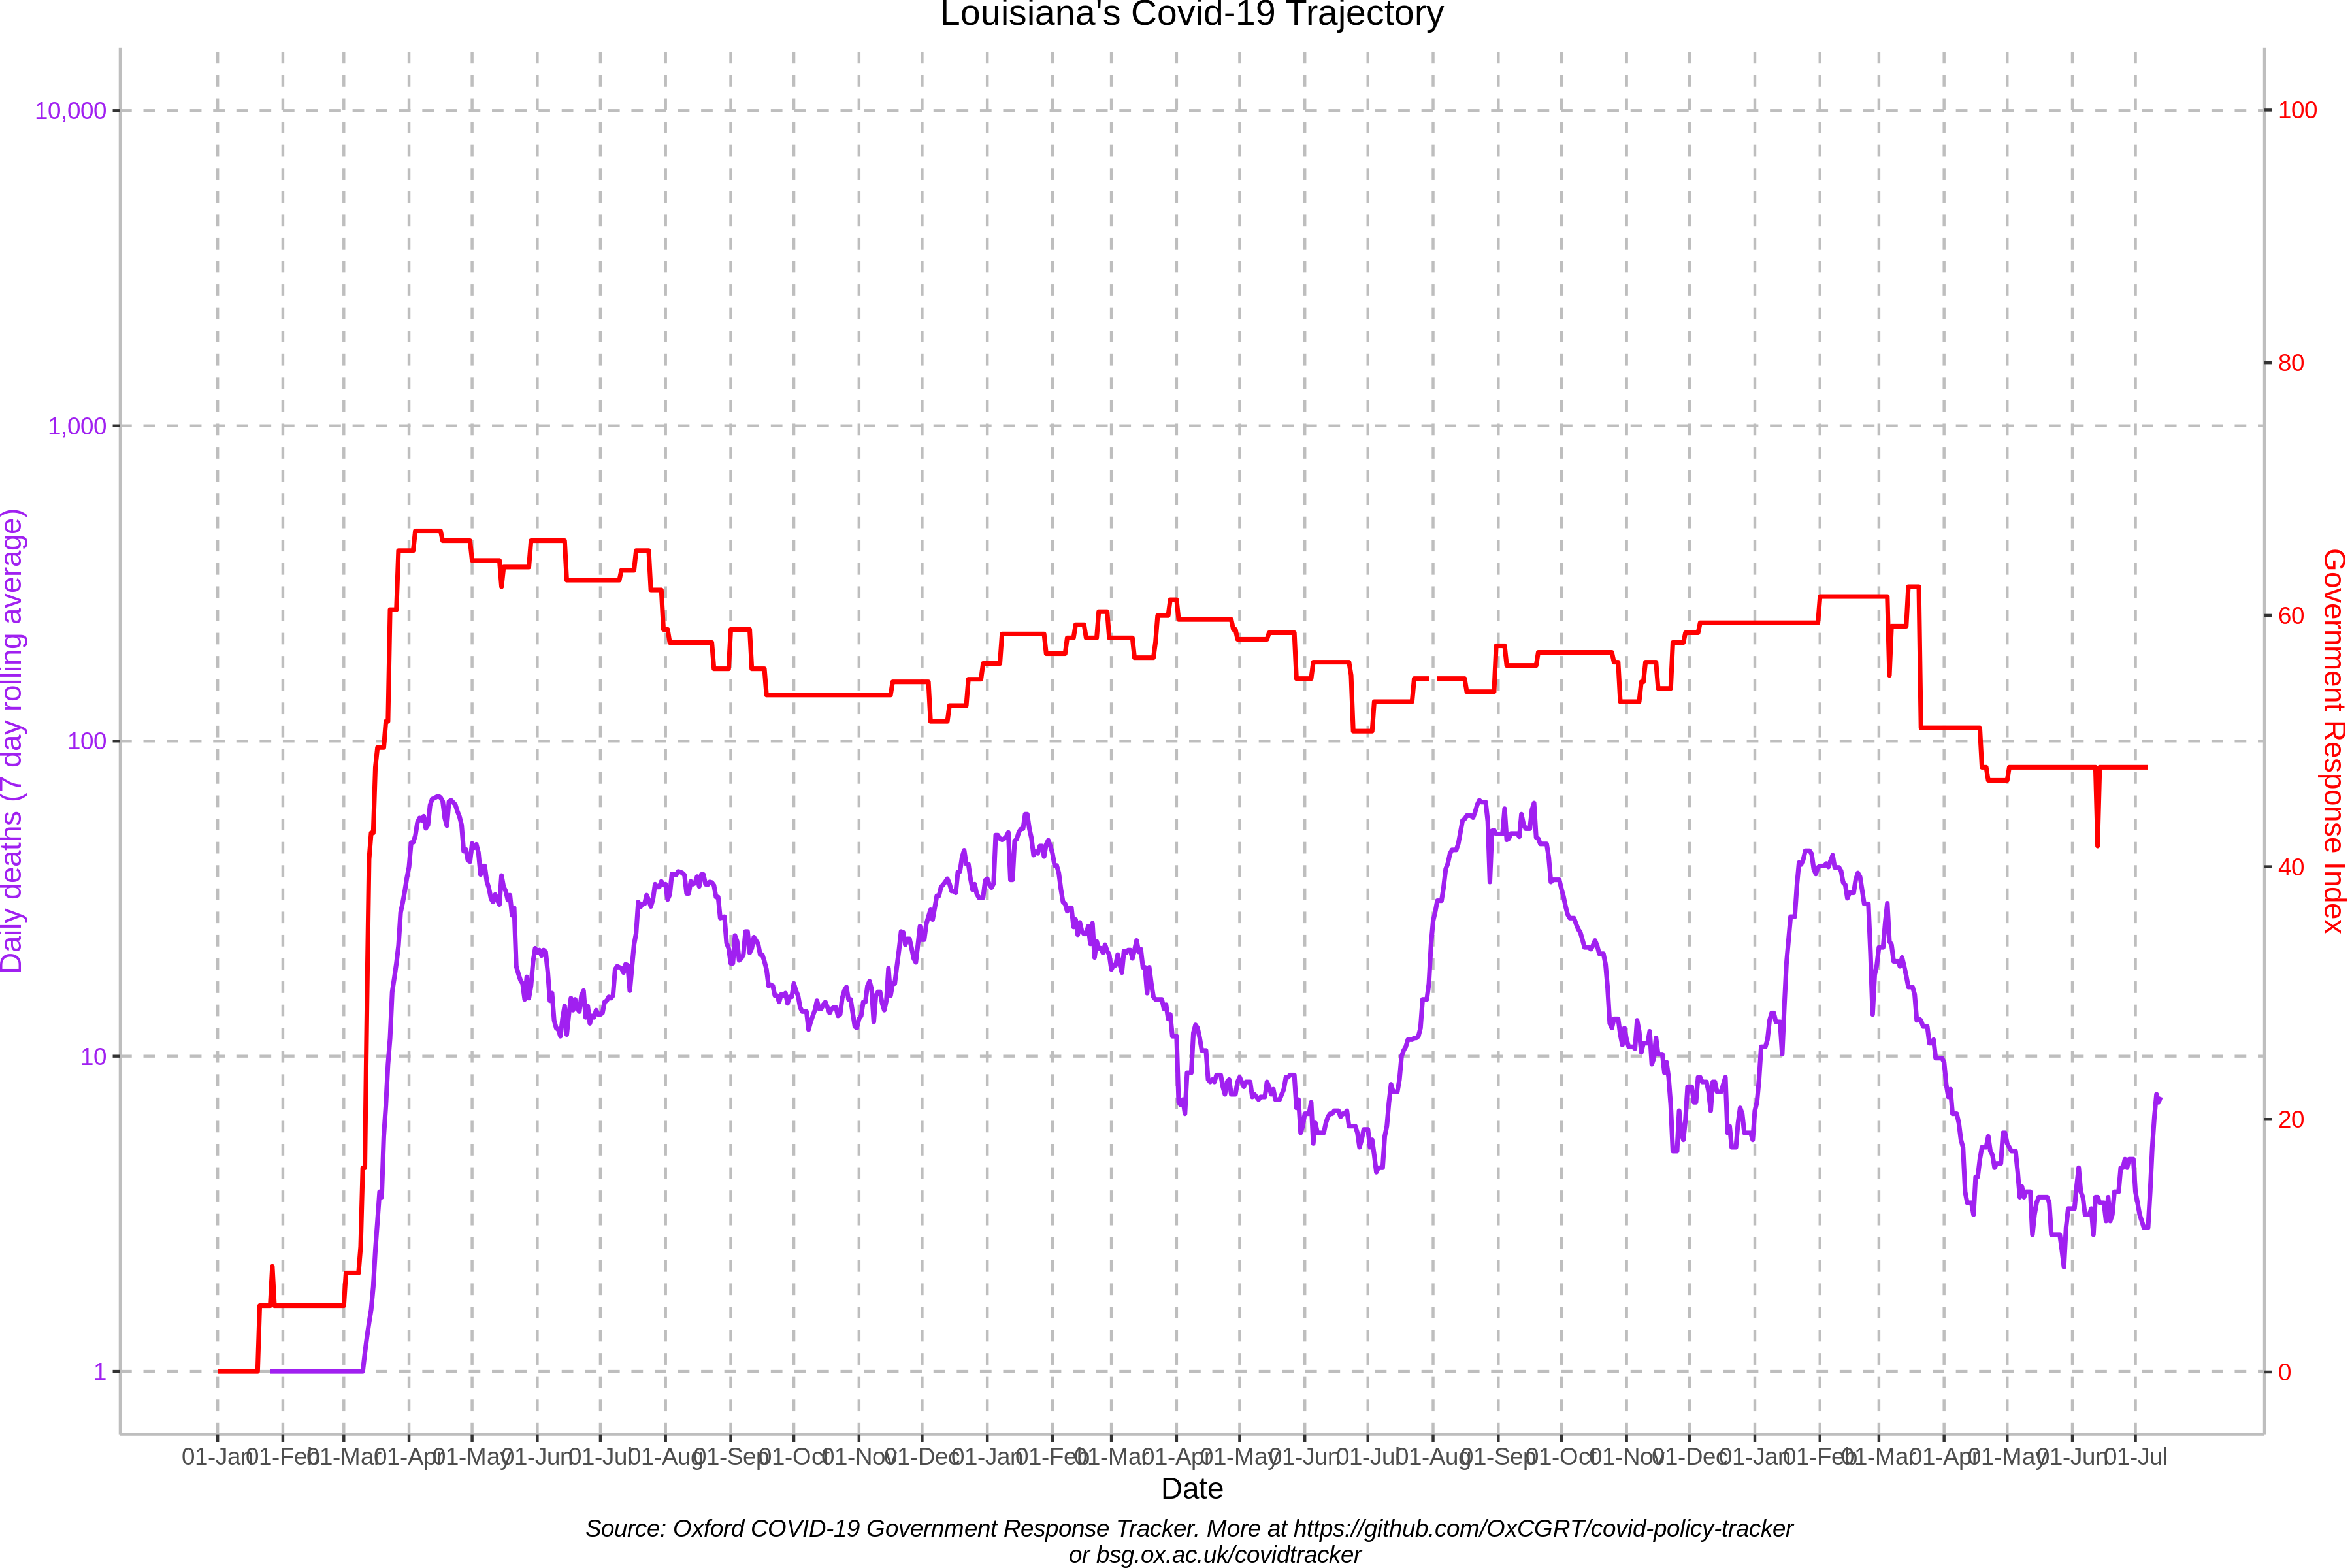 Louisiana's Covid-19 Trajectory
10,000
1,000
100
10
1
Daily deaths (7 day rolling average)
100
80
60
40
20
0
Government Response Index
01-Jan 01-Feb 01-Mar 01-Apr 01-May 01-Jun 01-Jul 01-Aug 01-Sep 01-Oct 01-Nov 01-Dec 01-Jan 01-Feb 01-Mar 01-Apr 01-May 01-Jun 01-Jul 01-Aug 01-Sep 01-Oct 01-Nov 01-Dec 01-Jan 01-Feb 01-Mar 01-Apr 01-May 01-Jun 01-Jul
Date
Source: Oxford COVID-19 Government Response Tracker. More at https://github.com/OxCGRT/covid-policy-tracker
or bsg.ox.ac.uk/covidtracker